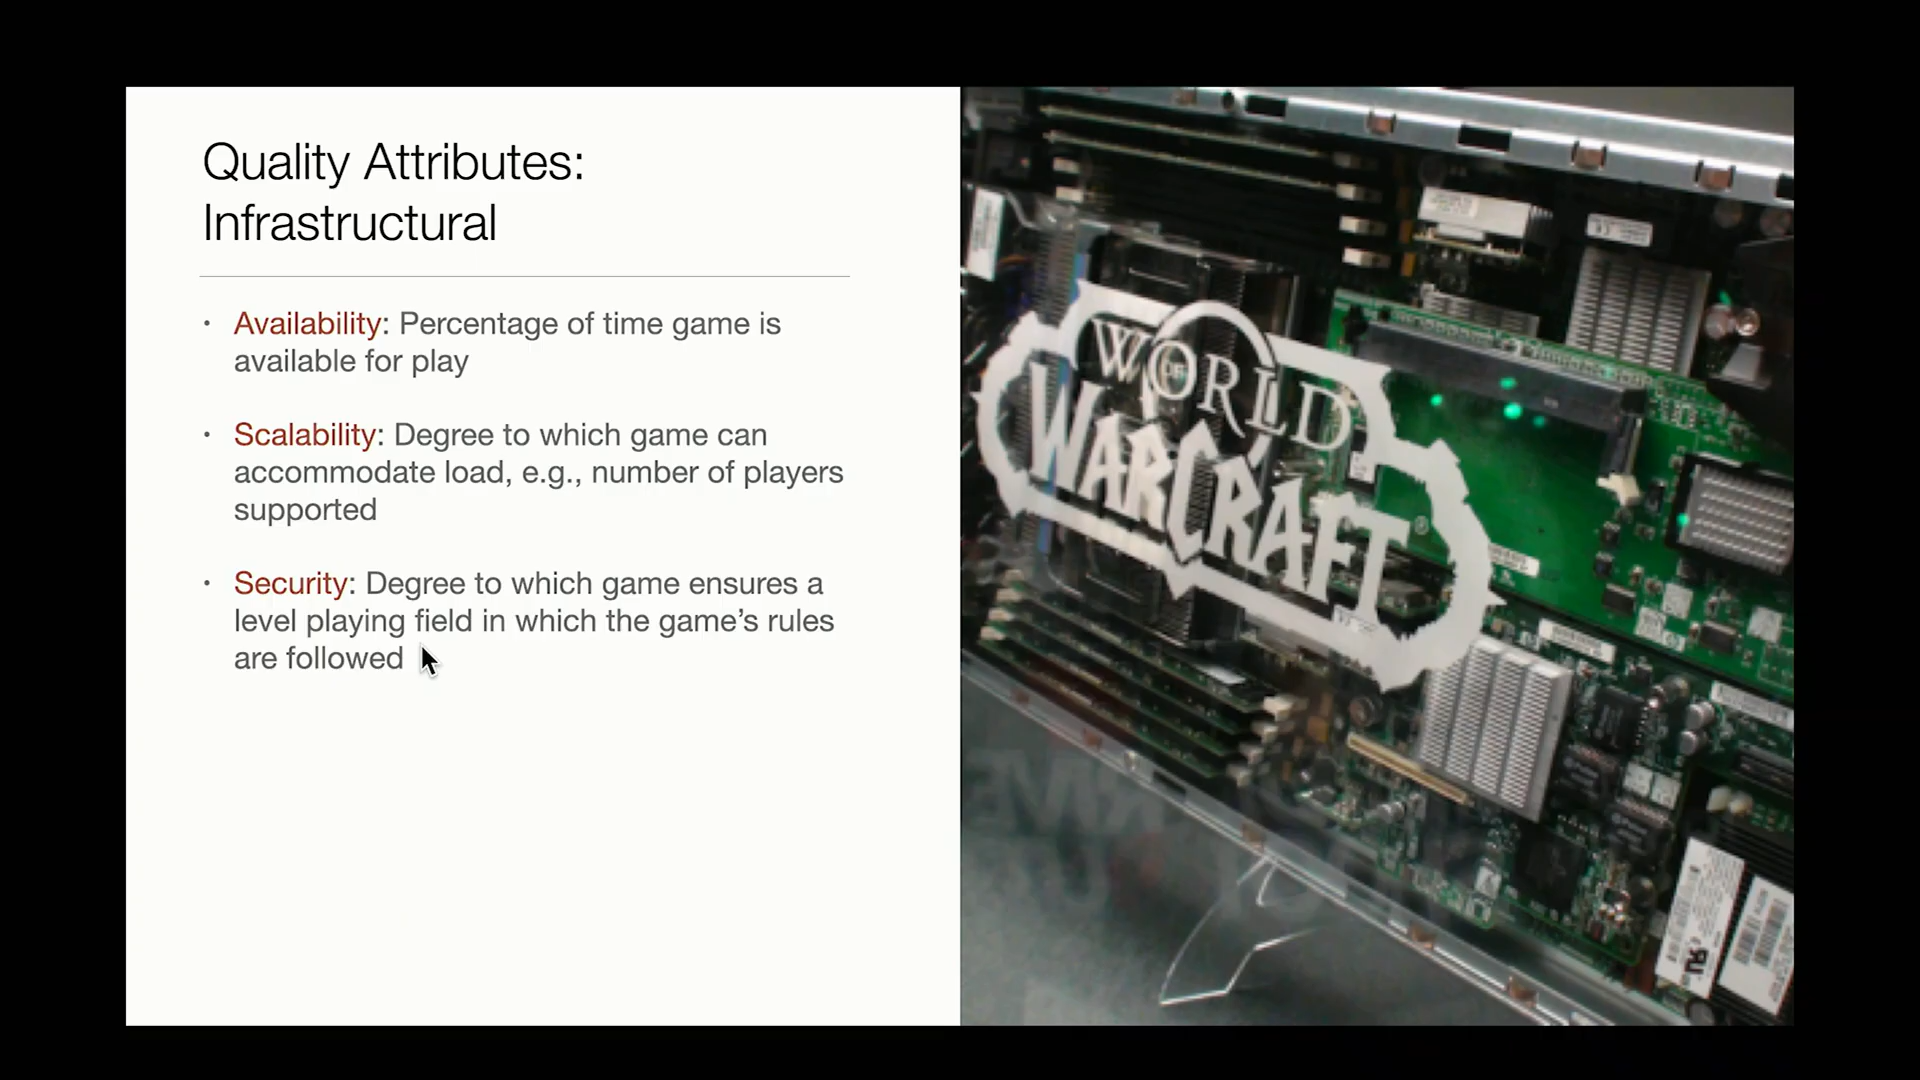 Quality Attributes:
Infrastructural
• Availability: Percentage of time game is
available for play
• Scalability: Degree to which game can
accommodate load, e.g., number of players
supported
• Security: Degree to which game ensures a
level playing field in which the game’s rules
are followed
WORLD
OF
WARCRAFT